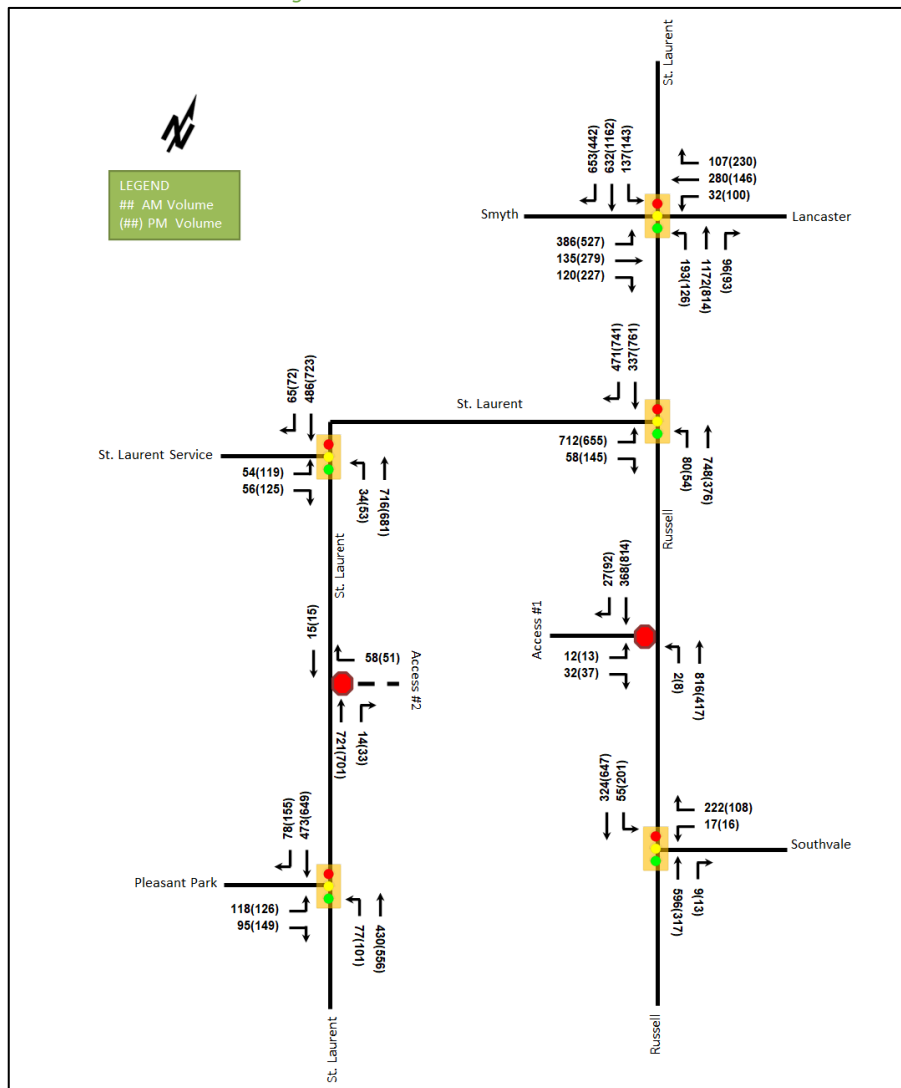 St. Laurent
N
LEGEND
## AM Volume
(##) PM Volume
653(442)
632(1162)
137(143)
107(230)
280(146)
32(100)
Smyth
Lancaster
386(527)
135(279)
120(227)
193(126)
1172(814)
96(93)
471(741)
337(761)
St. Laurent
712(655)
58(145)
80(54)
748(376)
65(72)
486(723)
St. Laurent Service
54(119)
56(125)
34(53)
716(681)
St. Laurent
Russell
27(92)
368(814)
Access #1
12(13)
32(37)
2(8)
816(417)
15(15)
58(51)
Access #2
721(701)
14(33)
324(647)
55(201)
222(108)
17(16)
Southvale
596(317)
9(13)
78(155)
473(649)
Pleasant Park
118(126)
95(149)
77(101)
430(556)
St. Laurent
Russell